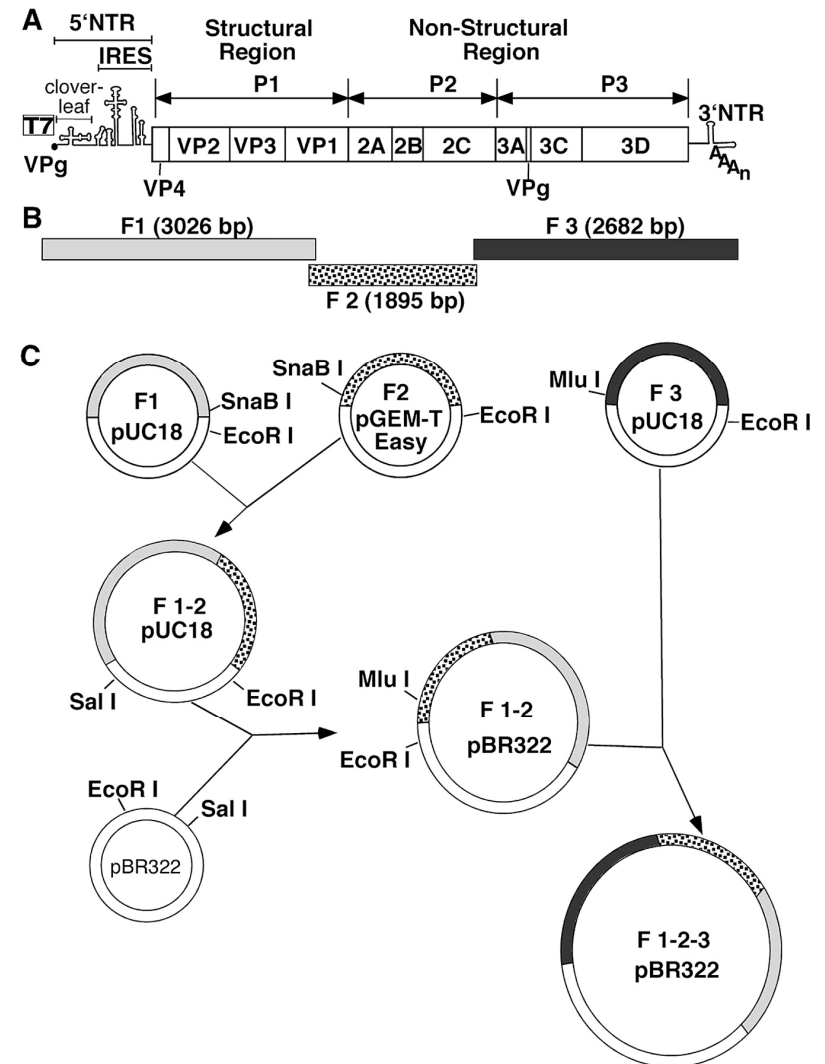 A
5‘NTR
IRES
clover-
leaf
T7
VPg
Structural
Region
Non-Structural
Region
P1
P2
P3
3‘NTR
VP2
VP3
VP1
2A
2B
2C
3A
3C
3D
AAAn
VP4
VPg
B
F1 (3026 bp)
F 3 (2682 bp)
F 2 (1895 bp)
C
F1
pUC18
SnaB I
EcoR I
SnaB I
F2
pGEM-T
Easy
EcoR I
Mlu I
F 3
pUC18
EcoR I
F 1-2
pUC18
Sal I
EcoR I
Mlu I
EcoR I
F 1-2
pBR322
EcoR I
Sal I
pBR322
F 1-2-3
pBR322